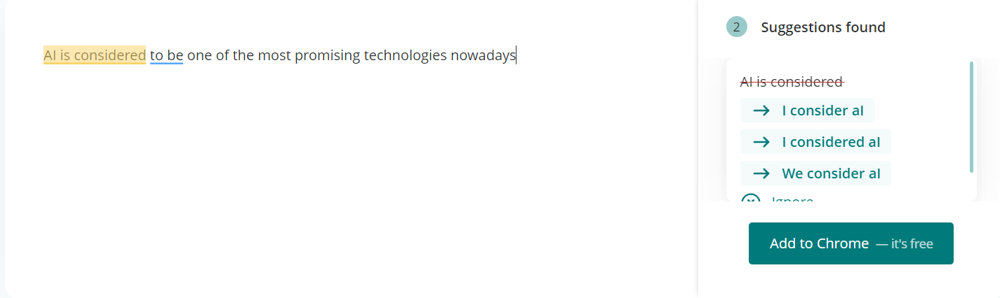 AI is considered to be one of the most promising technologies nowadays
2 Suggestions found
AI is considered
→ I consider aI
→ I considered aI
→ We consider aI
Ignore
Add to Chrome — it's free